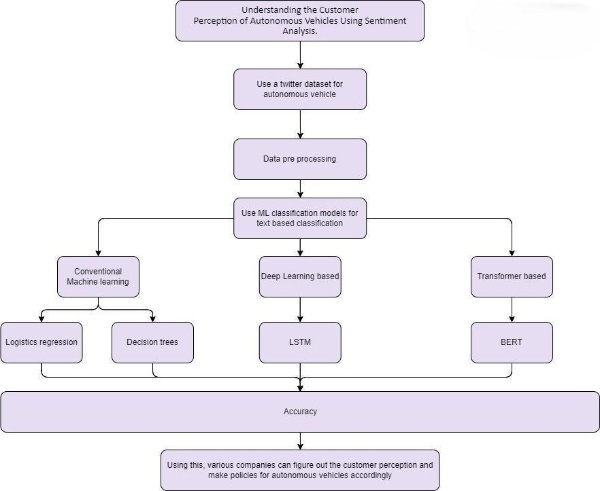 Understanding the Customer
Perception of Autonomous Vehicles Using Sentiment
Analysis.
Use a twitter dataset for
autonomous vehicle
Data pre processing
Use ML classification models for
text based classification
Conventional
Machine learning
Deep Learning based
Transformer based
Logistics regression
Decision trees
LSTM
BERT
Accuracy
Using this, various companies can figure out the customer perception and
make policies for autonomous vehicles accordingly